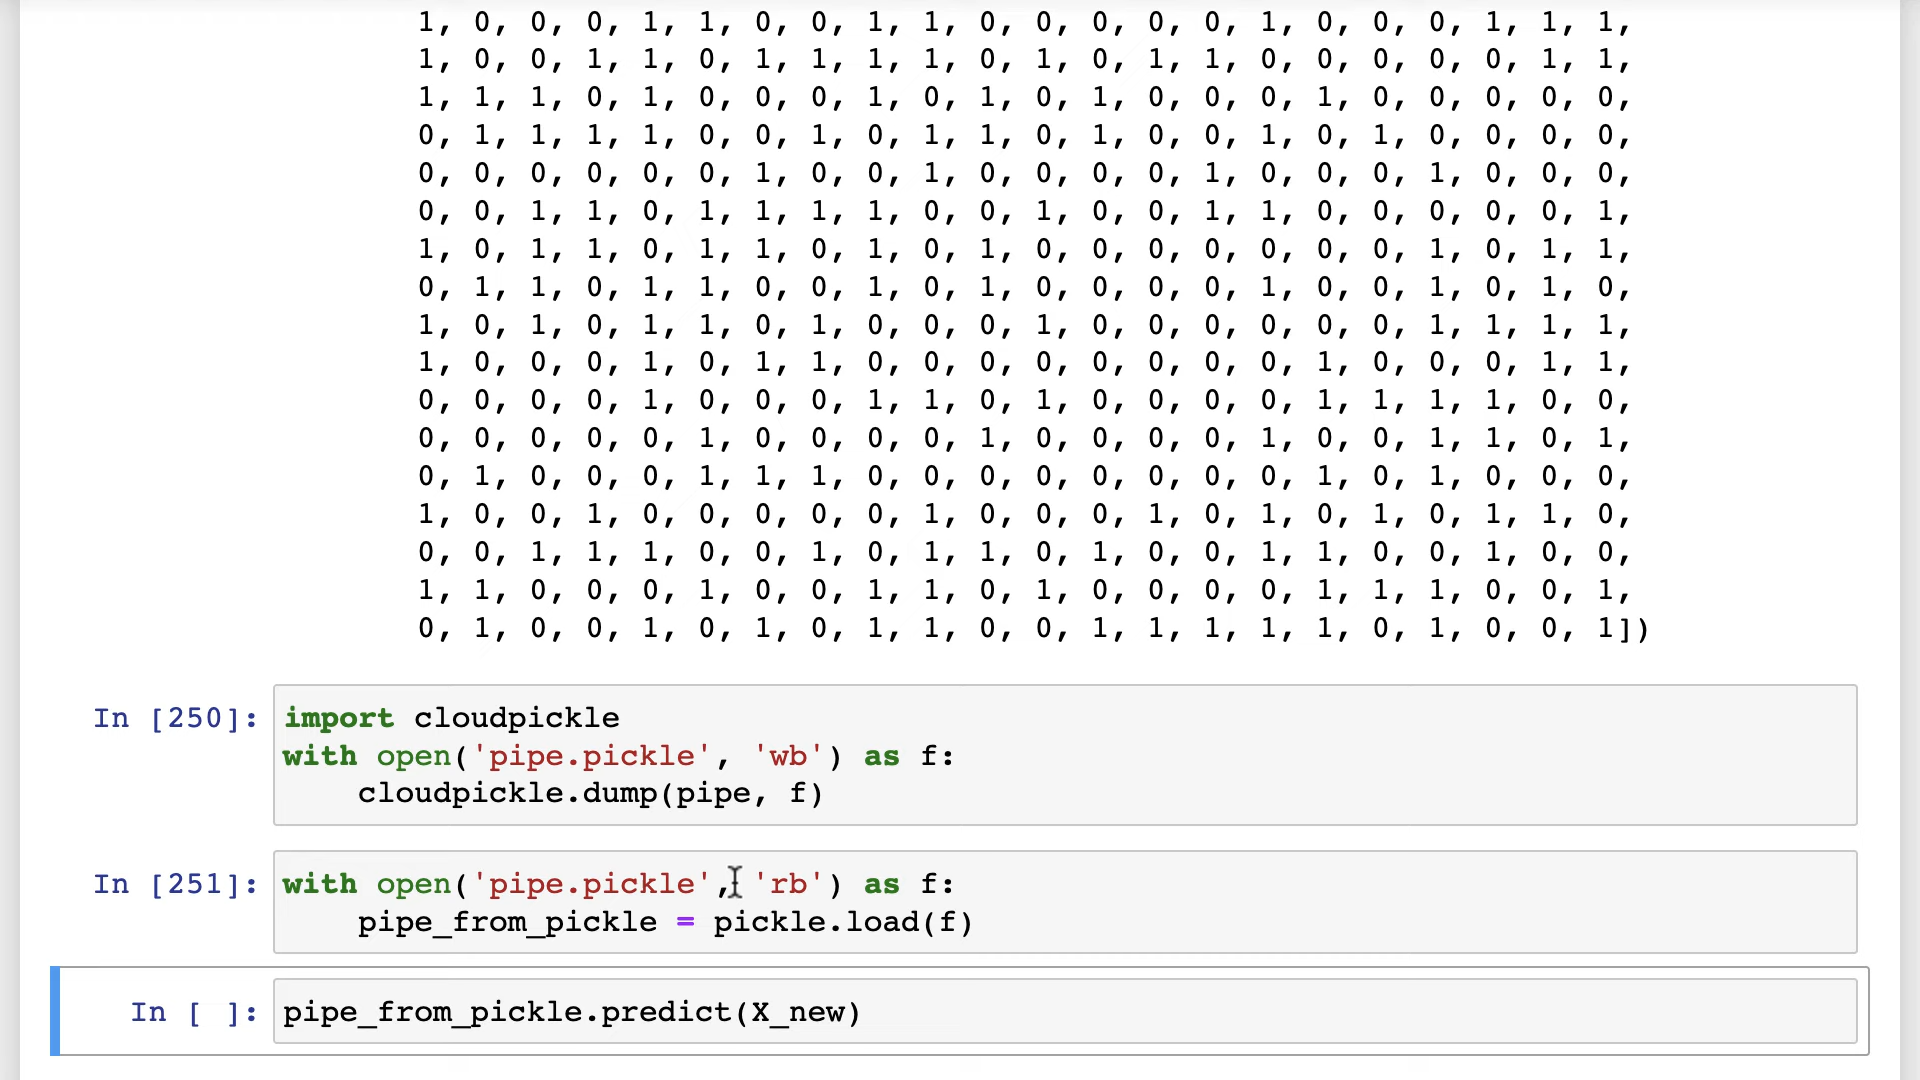 1, 0, 0, 0, 1, 1, 0, 0, 1, 1, 0, 0, 0, 0, 0, 1, 0, 0, 0, 1, 1, 1,
1, 0, 0, 1, 1, 0, 1, 1, 1, 1, 0, 1, 0, 1, 1, 0, 0, 0, 0, 0, 1, 1,
1, 1, 1, 0, 1, 0, 0, 0, 1, 0, 1, 0, 1, 0, 0, 0, 1, 0, 0, 0, 0, 0,
0, 1, 1, 1, 1, 0, 0, 1, 0, 1, 1, 0, 1, 0, 0, 1, 0, 1, 0, 0, 0, 0,
0, 0, 0, 0, 0, 0, 1, 0, 0, 1, 0, 0, 0, 0, 1, 0, 0, 0, 1, 0, 0, 0,
0, 0, 1, 1, 0, 1, 1, 1, 1, 0, 0, 1, 0, 0, 1, 1, 0, 0, 0, 0, 0, 1,
1, 0, 1, 1, 0, 1, 1, 0, 1, 0, 1, 0, 0, 0, 0, 0, 0, 0, 1, 0, 1, 1,
0, 1, 1, 0, 1, 1, 0, 0, 1, 0, 1, 0, 0, 0, 0, 1, 0, 0, 1, 0, 1, 0,
1, 0, 1, 0, 1, 1, 0, 1, 0, 0, 0, 1, 0, 0, 0, 0, 0, 0, 1, 1, 1, 1,
1, 0, 0, 0, 1, 0, 1, 1, 0, 0, 0, 0, 0, 0, 0, 0, 1, 0, 0, 0, 1, 1,
0, 0, 0, 0, 1, 0, 0, 0, 1, 1, 0, 1, 0, 0, 0, 0, 1, 1, 1, 1, 0, 0,
0, 0, 0, 0, 0, 1, 0, 0, 0, 0, 1, 0, 0, 0, 0, 1, 0, 0, 1, 1, 0, 1,
0, 1, 0, 0, 0, 1, 1, 1, 0, 0, 0, 0, 0, 0, 0, 0, 1, 0, 1, 0, 0, 0,
1, 0, 0, 1, 0, 0, 0, 0, 0, 1, 0, 0, 0, 1, 0, 1, 0, 1, 0, 1, 1, 0,
0, 0, 1, 1, 1, 0, 0, 1, 0, 1, 1, 0, 1, 0, 0, 1, 1, 0, 0, 1, 0, 0,
1, 1, 0, 0, 0, 1, 0, 0, 1, 1, 0, 1, 0, 0, 0, 0, 1, 1, 1, 0, 0, 1,
0, 1, 0, 0, 1, 0, 1, 0, 1, 1, 0, 0, 1, 1, 1, 1, 1, 0, 1, 0, 0, 1])
In [250]: import cloudpickle
with open('pipe.pickle', 'wb') as f:
    cloudpickle.dump(pipe, f)
In [251]: with open('pipe.pickle', 'rb') as f:
    pipe_from_pickle = pickle.load(f)
In [ ]: pipe_from_pickle.predict(X_new)